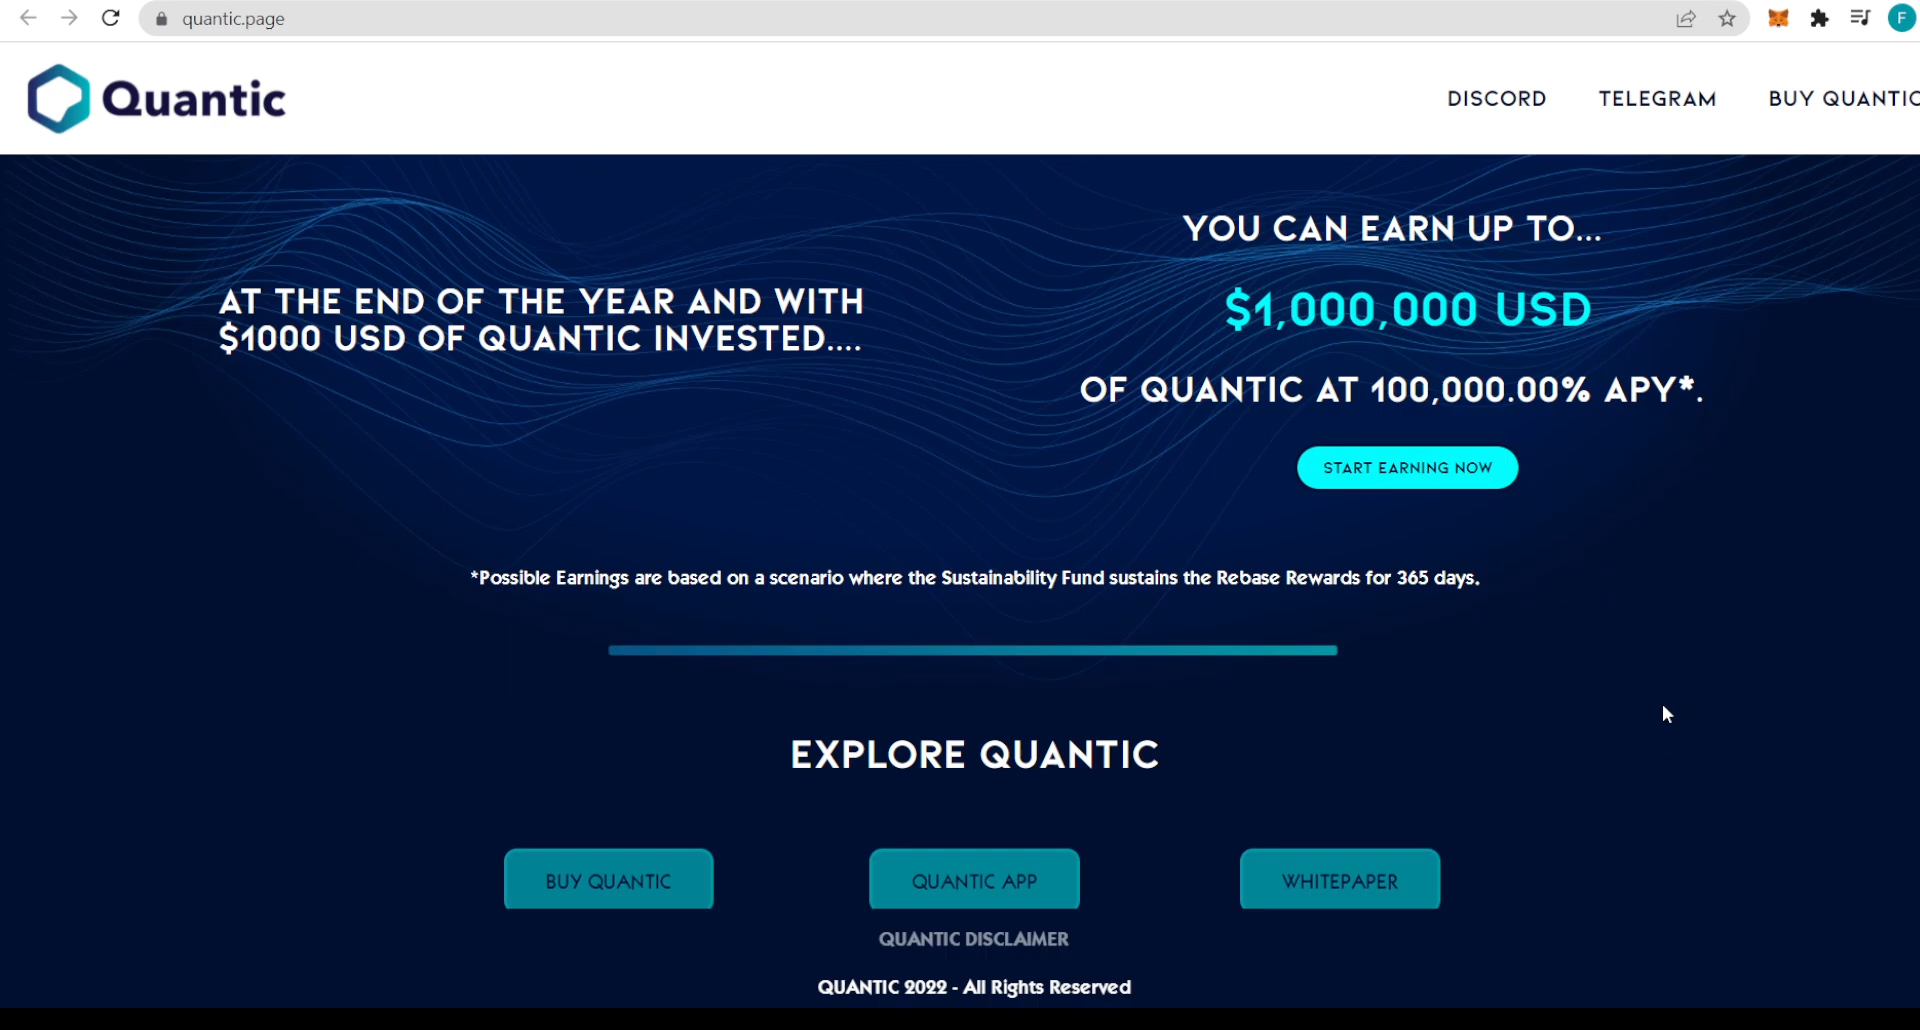 quantic.page
F
Quantic
DISCORD TELEGRAM BUY QUANTIC
AT THE END OF THE YEAR AND WITH
$1000 USD OF QUANTIC INVESTED....
YOU CAN EARN UP TO...
$1,000,000 USD
OF QUANTIC AT 100,000.00% APY*.
START EARNING NOW
*Possible Earnings are based on a scenario where the Sustainability Fund sustains the Rebase Rewards for 365 days.
EXPLORE QUANTIC
BUY QUANTIC QUANTIC APP WHITEPAPER
QUANTIC DISCLAIMER
QUANTIC 2022 - All Rights Reserved